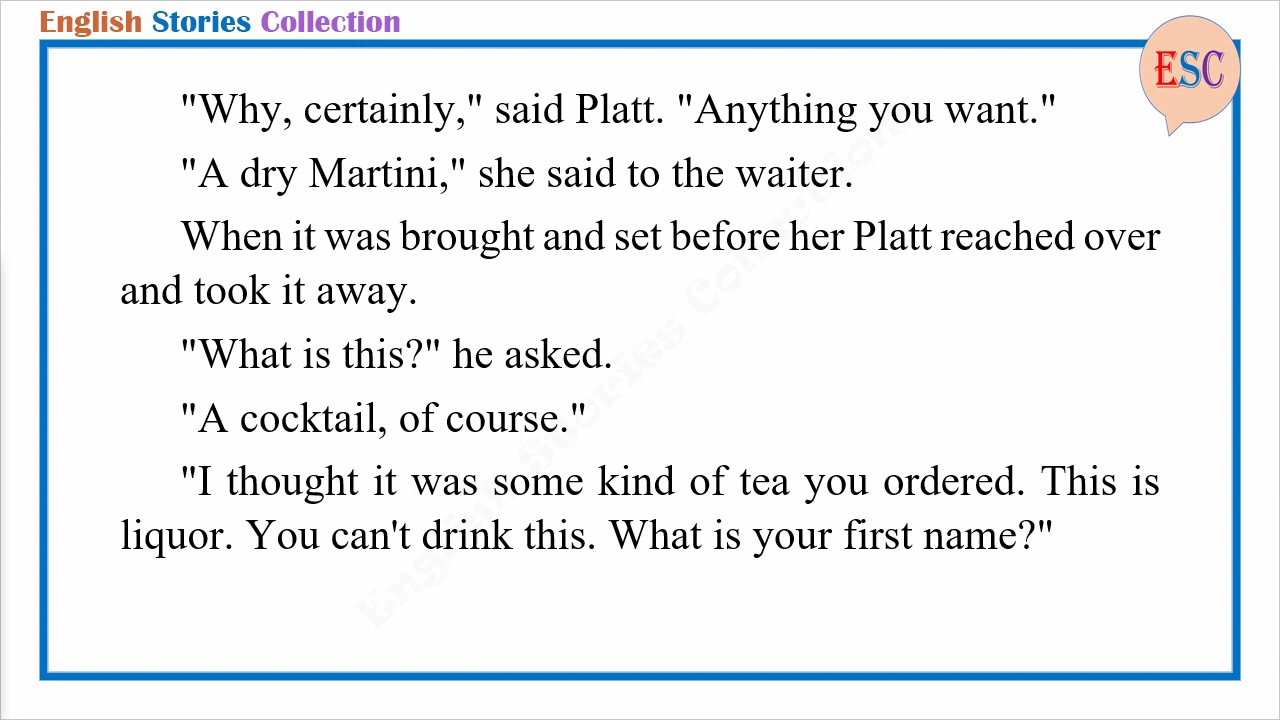 English Stories Collection
ESC
"Why, certainly," said Platt. "Anything you want."
"A dry Martini," she said to the waiter.
When it was brought and set before her Platt reached over
and took it away.
"What is this?" he asked.
"A cocktail, of course."
"I thought it was some kind of tea you ordered. This is
liquor. You can't drink this. What is your first name?"
English Stories Collection